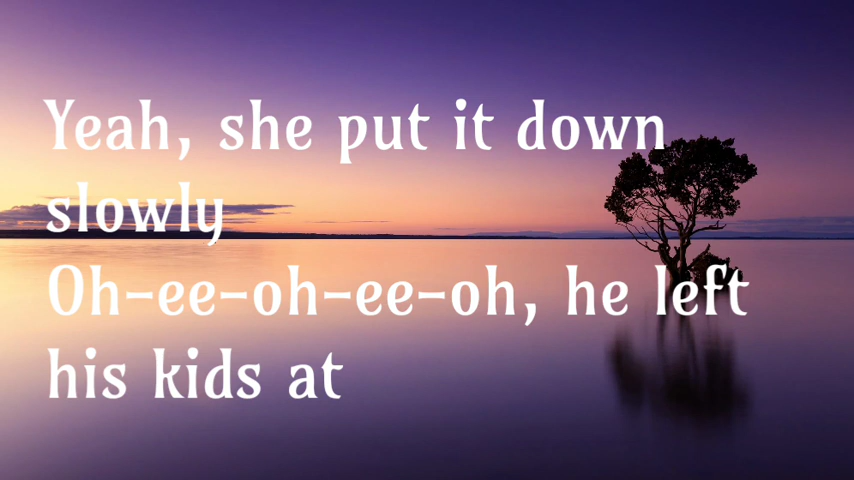 Yeah, she put it down
slowly
Oh-ee-oh-ee-oh, he left
his kids at